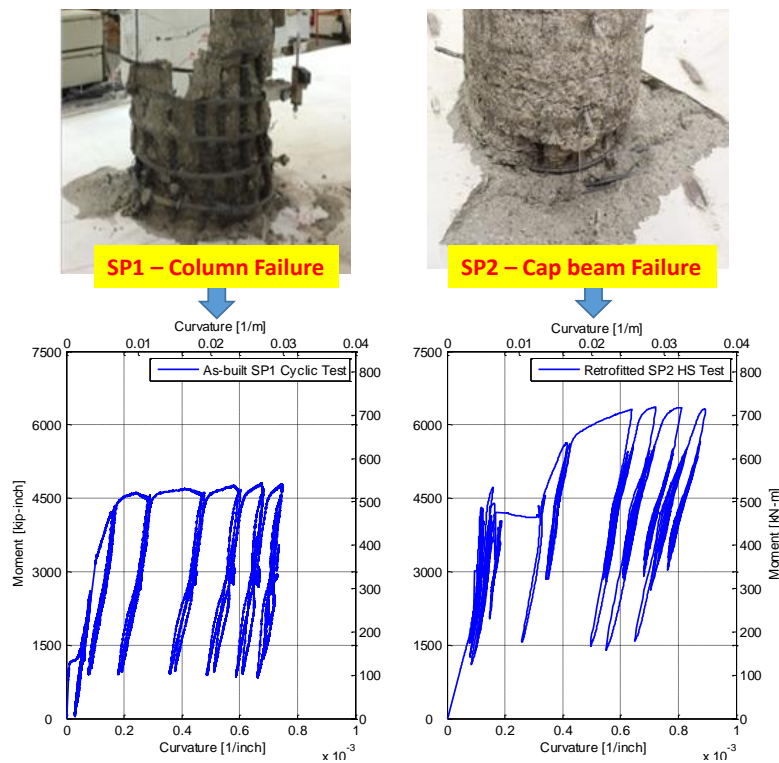 SP1 – Column Failure
SP2 – Cap beam Failure
Curvature [1/m]
0 0.01 0.02 0.03 0.04
7500
6000
4500
3000
1500
0
Moment [kip-inch]
As-built SP1 Cyclic Test
800
700
600
500
400
300
200
100
0
0 0.2 0.4 0.6 0.8 1
Curvature [1/inch]
x 10⁻³
Curvature [1/m]
0 0.01 0.02 0.03 0.04
7500
6000
4500
3000
1500
0
Retrofitted SP2 HS Test
800
700
600
500
400
300
200
100
0
Moment [kN-m]
0 0.2 0.4 0.6 0.8 1
Curvature [1/inch]
x 10⁻³